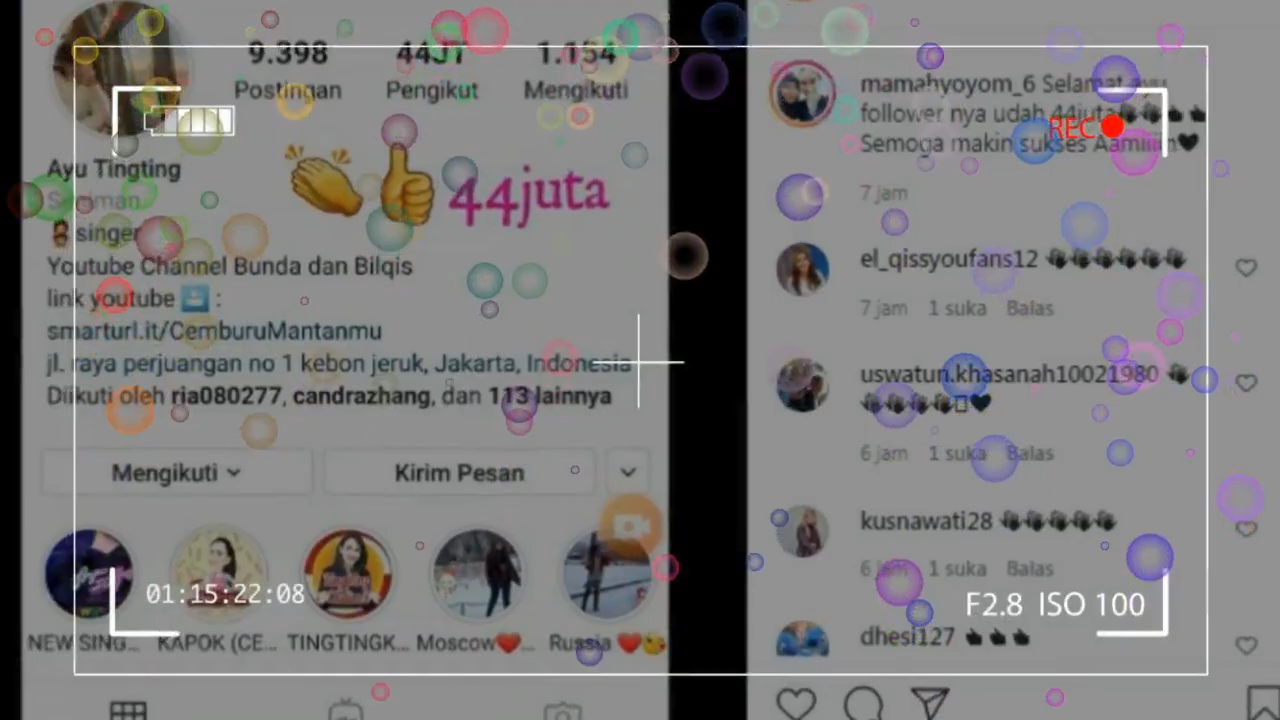 9.398 44JT 1.154
Postingan Pengikut Mengikuti
Ayu Tingting
Seniman
singer
44juta
Youtube Channel Bunda dan Bilqis
link youtube :
smarturl.it/CemburuMantanmu
jl. raya perjuangan no 1 kebon jeruk, Jakarta, Indonesia
Diikuti oleh ria080277, candrazhang, dan 113 lainnya
Mengikuti
Kirim Pesan
01:15:22:08
NEW SING... KAPOK (CE... TINGTINGK... Moscow❤️... Russia ❤️😘
mamahyoyom_6 Selamat ayu
follower nya udah 44juta
REC
Semoga makin sukses Aamiiiin🖤
7 jam
el_qissyoufans12
7 jam 1 suka Balas
uswatun.khasanah10021980
6 jam 1 suka Balas
kusnawati28
6 jam 1 suka Balas
F2.8 ISO 100
dhesi127